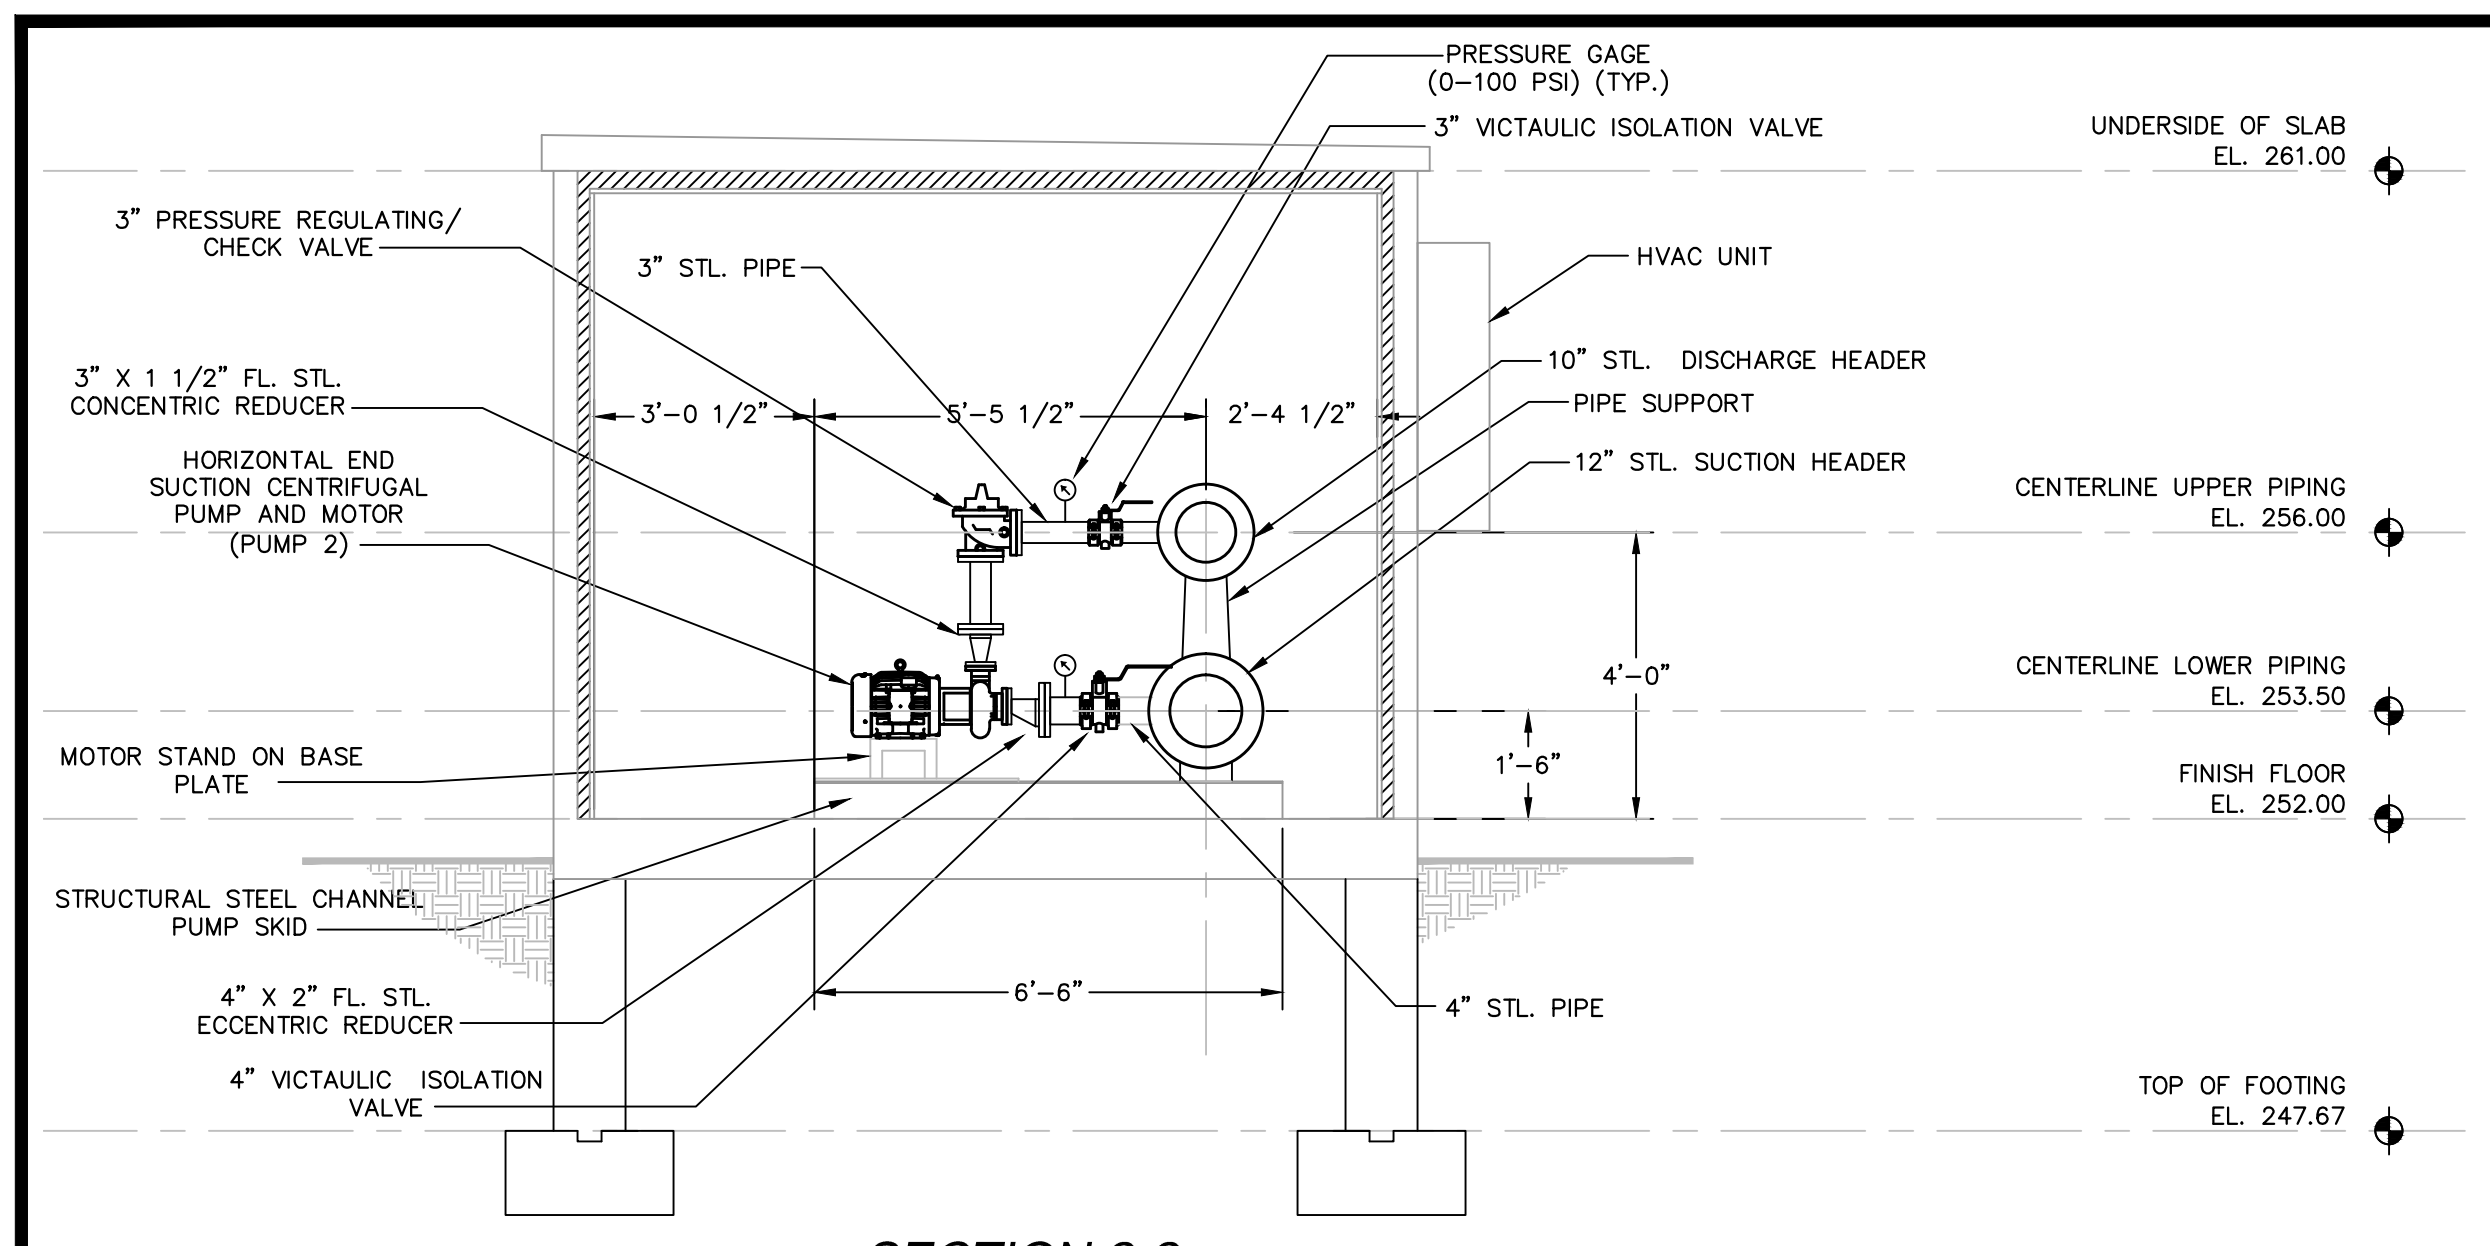 PRESSURE GAGE
(0-100 PSI) (TYP.)
3" VICTAULIC ISOLATION VALVE
UNDERSIDE OF SLAB
EL. 261.00
3" PRESSURE REGULATING/
CHECK VALVE
3" STL. PIPE
HVAC UNIT
3" X 1 1/2" FL. STL.
CONCENTRIC REDUCER
10" STL. DISCHARGE HEADER
PIPE SUPPORT
3'-0 1/2"
5'-5 1/2"
2'-4 1/2"
12" STL. SUCTION HEADER
HORIZONTAL END
SUCTION CENTRIFUGAL
PUMP AND MOTOR
(PUMP 2)
CENTERLINE UPPER PIPING
EL. 256.00
CENTERLINE LOWER PIPING
EL. 253.50
4'-0"
1'-6"
MOTOR STAND ON BASE
PLATE
FINISH FLOOR
EL. 252.00
STRUCTURAL STEEL CHANNEL
PUMP SKID
6'-6"
4" X 2" FL. STL.
ECCENTRIC REDUCER
4" STL. PIPE
4" VICTAULIC ISOLATION
VALVE
TOP OF FOOTING
EL. 247.67